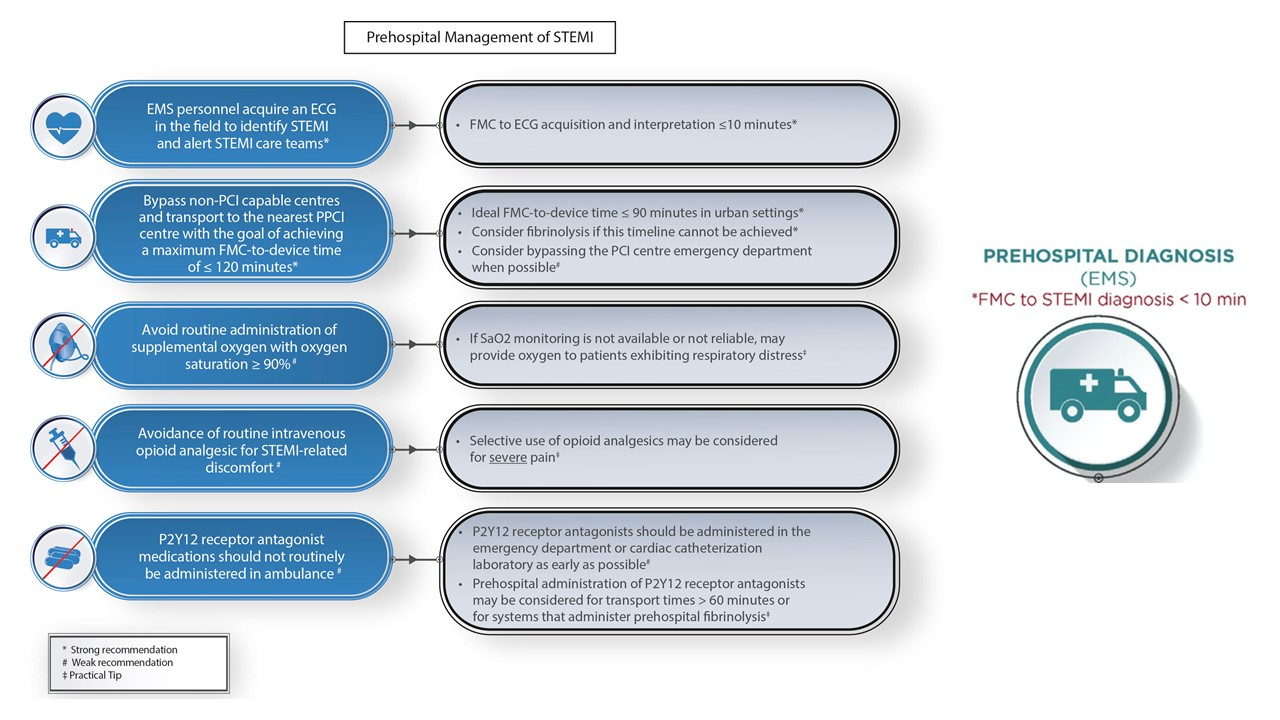 Prehospital Management of STEMI
EMS personnel acquire an ECG
in the field to identify STEMI
and alert STEMI care teams*
• FMC to ECG acquisition and interpretation ≤10 minutes*
Bypass non-PCI capable centres
and transport to the nearest PPCI
centre with the goal of achieving
a maximum FMC-to-device time
of ≤ 120 minutes*
• Ideal FMC-to-device time ≤ 90 minutes in urban settings*
• Consider fibrinolysis if this timeline cannot be achieved*
• Consider bypassing the PCI centre emergency department
when possible#
Avoid routine administration of
supplemental oxygen with oxygen
saturation ≥ 90%#
• If SaO2 monitoring is not available or not reliable, may
provide oxygen to patients exhibiting respiratory distress‡
Avoidance of routine intravenous
opioid analgesic for STEMI-related
discomfort #
• Selective use of opioid analgesics may be considered
for severe pain‡
P2Y12 receptor antagonist
medications should not routinely
be administered in ambulance #
• P2Y12 receptor antagonists should be administered in the
emergency department or cardiac catheterization
laboratory as early as possible#
• Prehospital administration of P2Y12 receptor antagonists
may be considered for transport times > 60 minutes or
for systems that administer prehospital fibrinolysis‡
* Strong recommendation
# Weak recommendation
‡ Practical Tip
PREHOSPITAL DIAGNOSIS
(EMS)
*FMC to STEMI diagnosis < 10 min